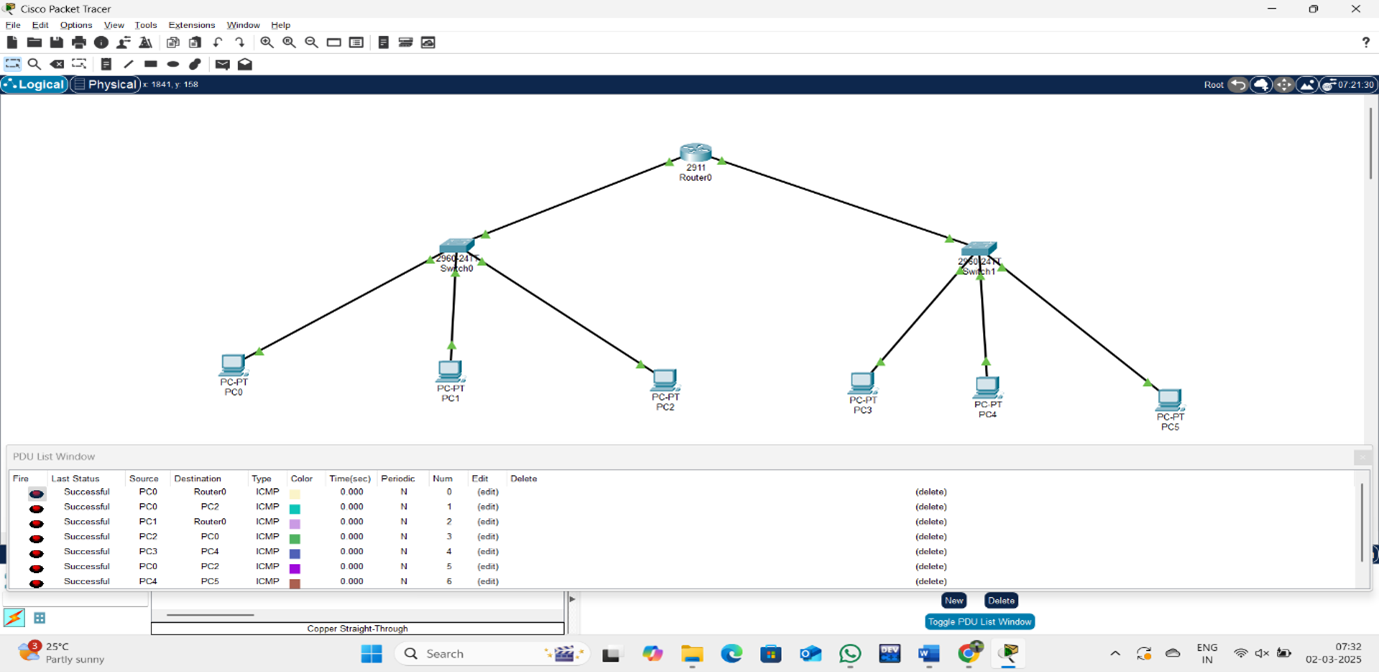 Cisco Packet Tracer
File Edit Options View Tools Extensions Window Help
?
Logical Physical x: 1841, y: 158 Root 07:21:30
2911
Router0
2960-24TT
Switch0
2960-24TT
Switch1
PC-PT
PC0
PC-PT
PC1
PC-PT
PC2
PC-PT
PC3
PC-PT
PC4
PC-PT
PC5
PDU List Window
Fire Last Status Source Destination Type Color Time(sec) Periodic Num Edit Delete
Successful PC0 Router0 ICMP 0.000 N 0 (edit) (delete)
Successful PC0 PC2 ICMP 0.000 N 1 (edit) (delete)
Successful PC1 Router0 ICMP 0.000 N 2 (edit) (delete)
Successful PC2 PC0 ICMP 0.000 N 3 (edit) (delete)
Successful PC3 PC4 ICMP 0.000 N 4 (edit) (delete)
Successful PC0 PC2 ICMP 0.000 N 5 (edit) (delete)
Successful PC4 PC5 ICMP 0.000 N 6 (edit) (delete)
New Delete
Toggle PDU List Window
Copper Straight-Through
3
25°C
Partly sunny
Search
DEV
ENG
IN
07:32
02-03-2025